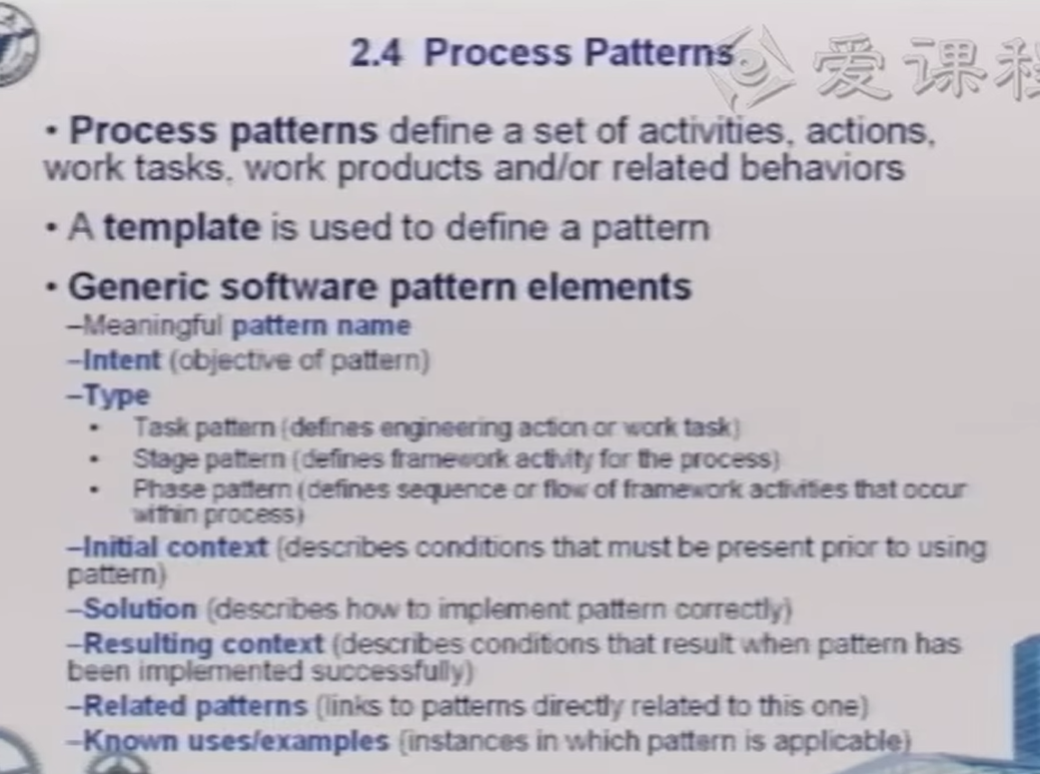 2.4 Process Patterns
爱课程
• Process patterns define a set of activities, actions,
work tasks, work products and/or related behaviors
• A template is used to define a pattern
• Generic software pattern elements
–Meaningful pattern name
–Intent (objective of pattern)
–Type
• Task pattern (defines engineering action or work task)
• Stage pattern (defines framework activity for the process)
• Phase pattern (defines sequence or flow of framework activities that occur
within process)
–Initial context (describes conditions that must be present prior to using
pattern)
–Solution (describes how to implement pattern correctly)
–Resulting context (describes conditions that result when pattern has
been implemented successfully)
–Related patterns (links to patterns directly related to this one)
–Known uses/examples (instances in which pattern is applicable)